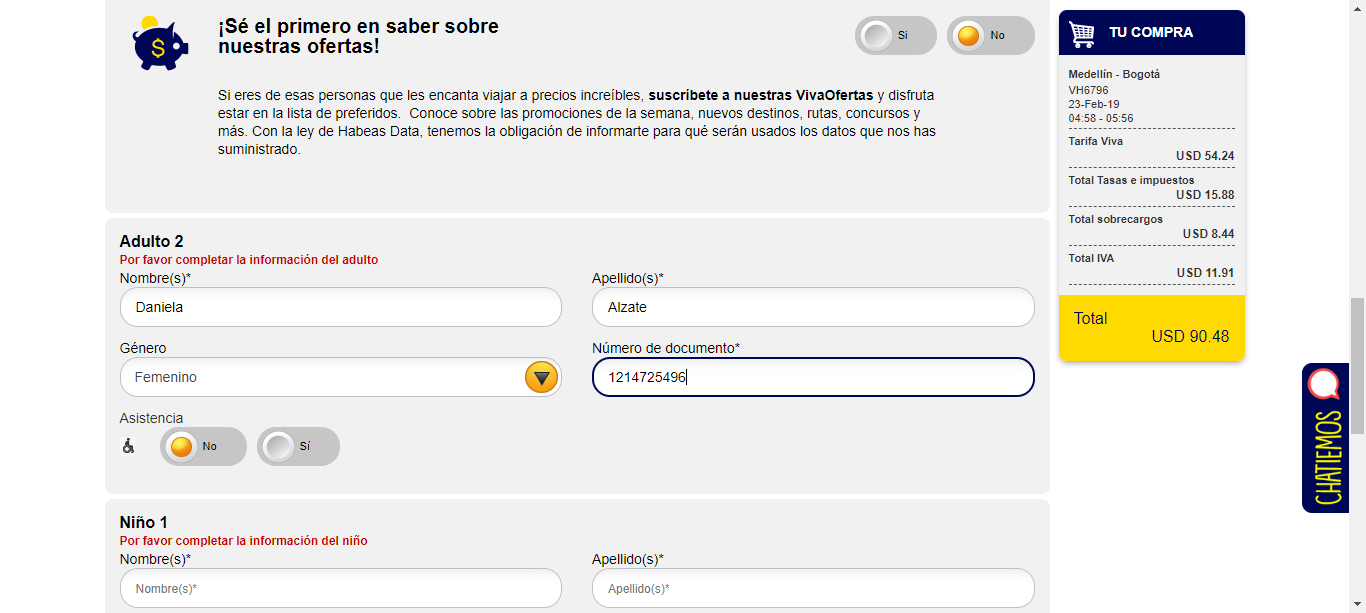 ¡Sé el primero en saber sobre
nuestras ofertas!
Si
No
Si eres de esas personas que les encanta viajar a precios increíbles, suscríbete a nuestras VivaOfertas y disfruta
estar en la lista de preferidos. Conoce sobre las promociones de la semana, nuevos destinos, rutas, concursos y
más. Con la ley de Habeas Data, tenemos la obligación de informarte para qué serán usados los datos que nos has
suministrado.
Adulto 2
Por favor completar la información del adulto
Nombre(s)*
Apellido(s)*
Daniela
Alzate
Género
Número de documento*
Femenino
1214725496
Asistencia
No
Sí
Niño 1
Por favor completar la información del niño
Nombre(s)*
Apellido(s)*
Nombre(s)*
Apellido(s)*
TU COMPRA
Medellín - Bogotá
VH6796
23-Feb-19
04:58 - 05:56
Tarifa Viva
USD 54.24
Total Tasas e impuestos
USD 15.88
Total sobrecargos
USD 8.44
Total IVA
USD 11.91
Total
USD 90.48
CHATIEMOS